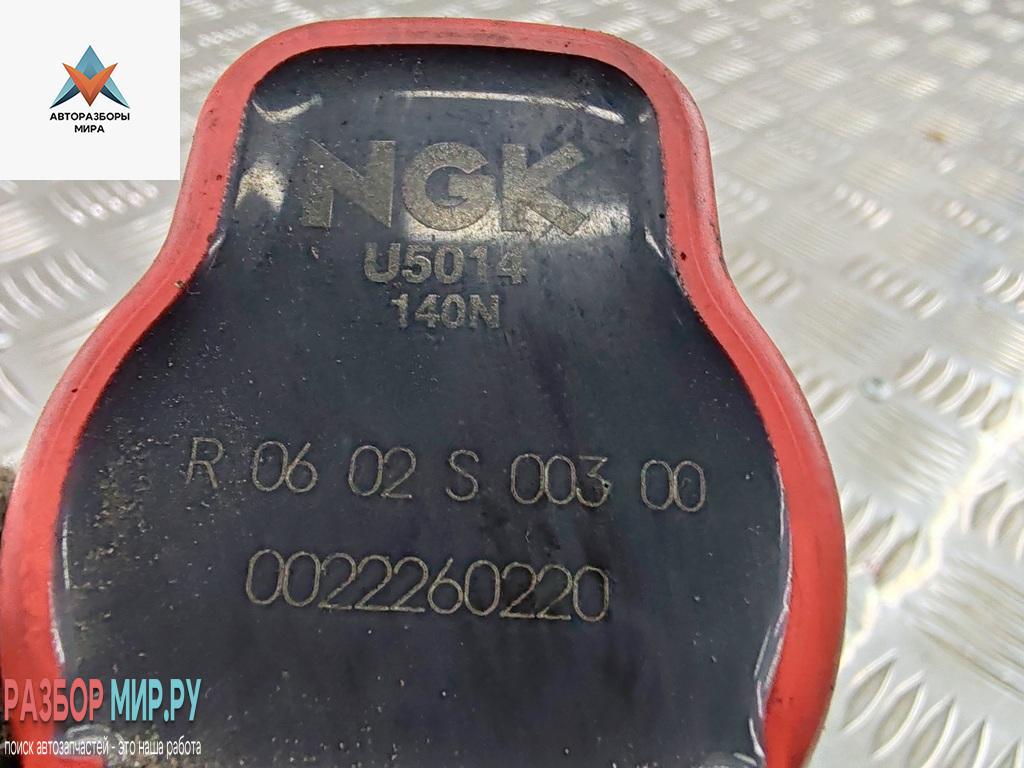 АВТОРАЗБОРЫ
МИРА
NGK
U5014
140N
R 06 02 S 003 00
0022260220
РАЗБОР МИР.РУ
поиск автозапчастей - это наша работа